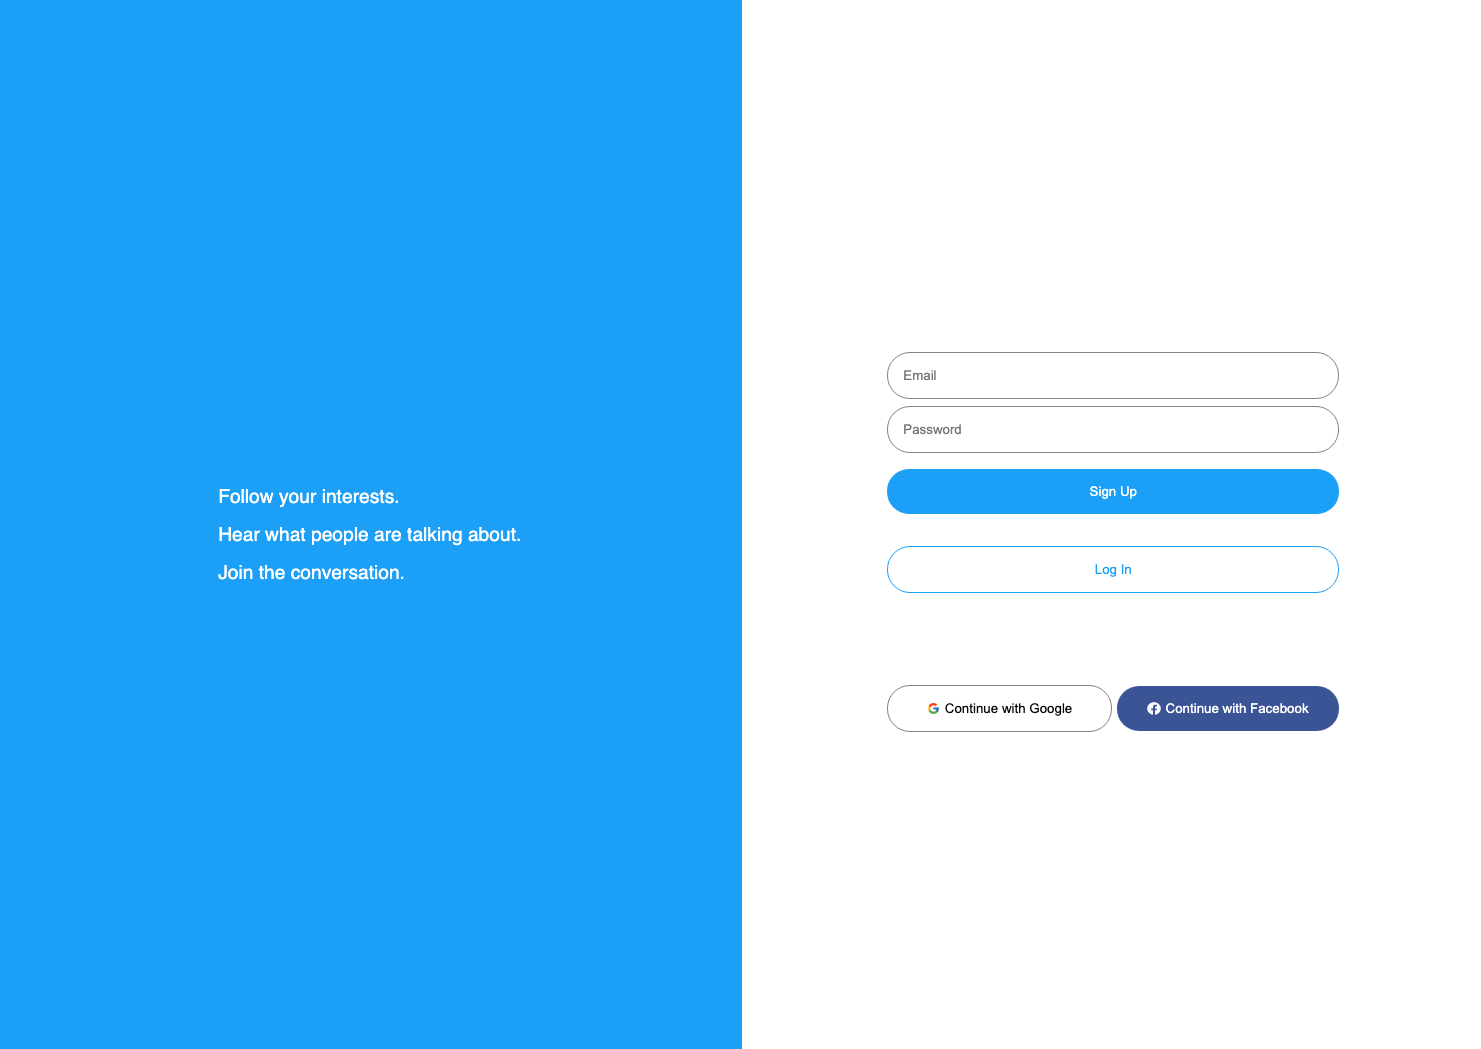 Follow your interests.
Hear what people are talking about.
Join the conversation.
Email
Password
Sign Up
Log In
Continue with Google
Continue with Facebook